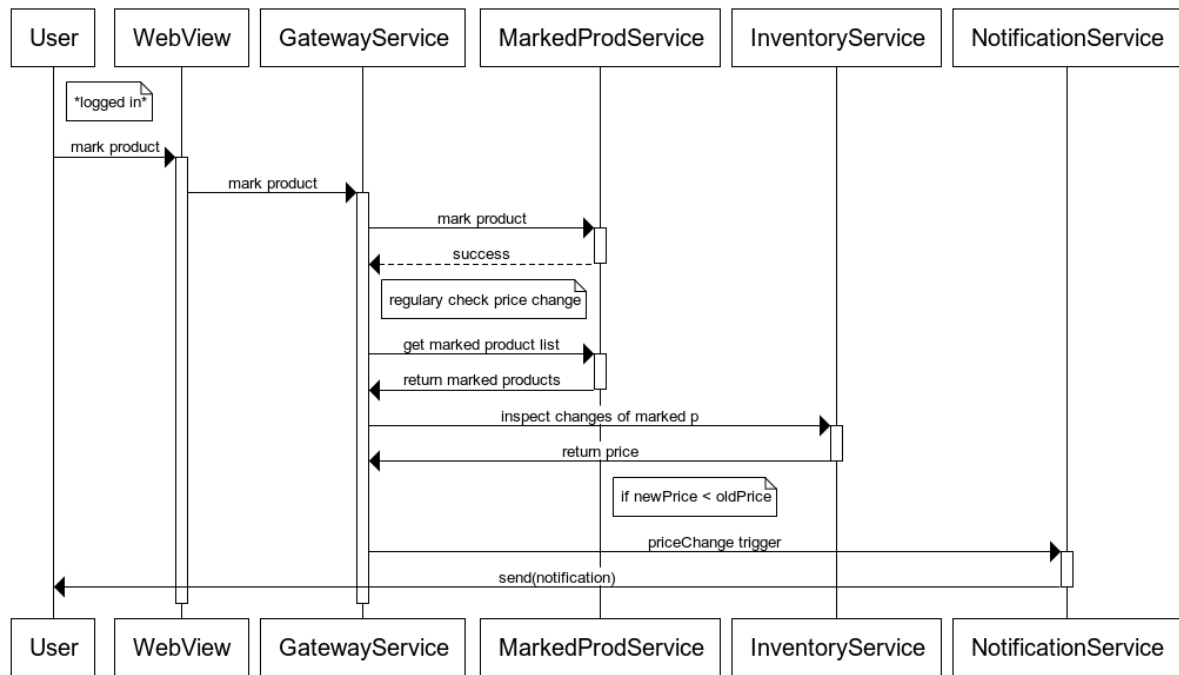 User
WebView
GatewayService
MarkedProdService
InventoryService
NotificationService
*logged in*
mark product
mark product
mark product
success
regulary check price change
get marked product list
return marked products
inspect changes of marked p
return price
if newPrice < oldPrice
priceChange trigger
send(notification)
User
WebView
GatewayService
MarkedProdService
InventoryService
NotificationService